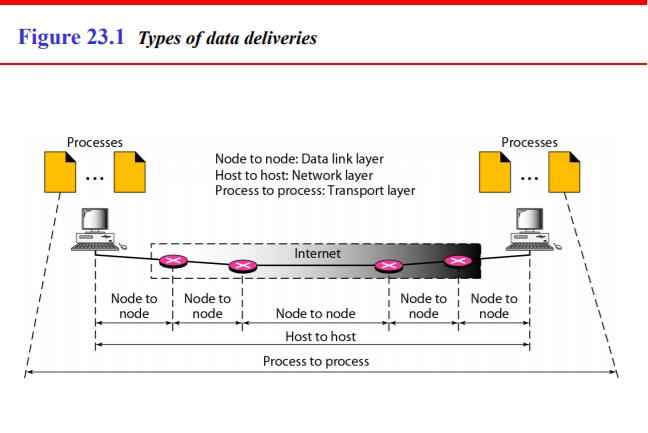 Figure 23.1 Types of data deliveries
Processes
Processes
...
...
Node to node: Data link layer
Host to host: Network layer
Process to process: Transport layer
Internet
Node to
node
Node to
node
Node to node
Node to
node
Node to
node
Host to host
Process to process